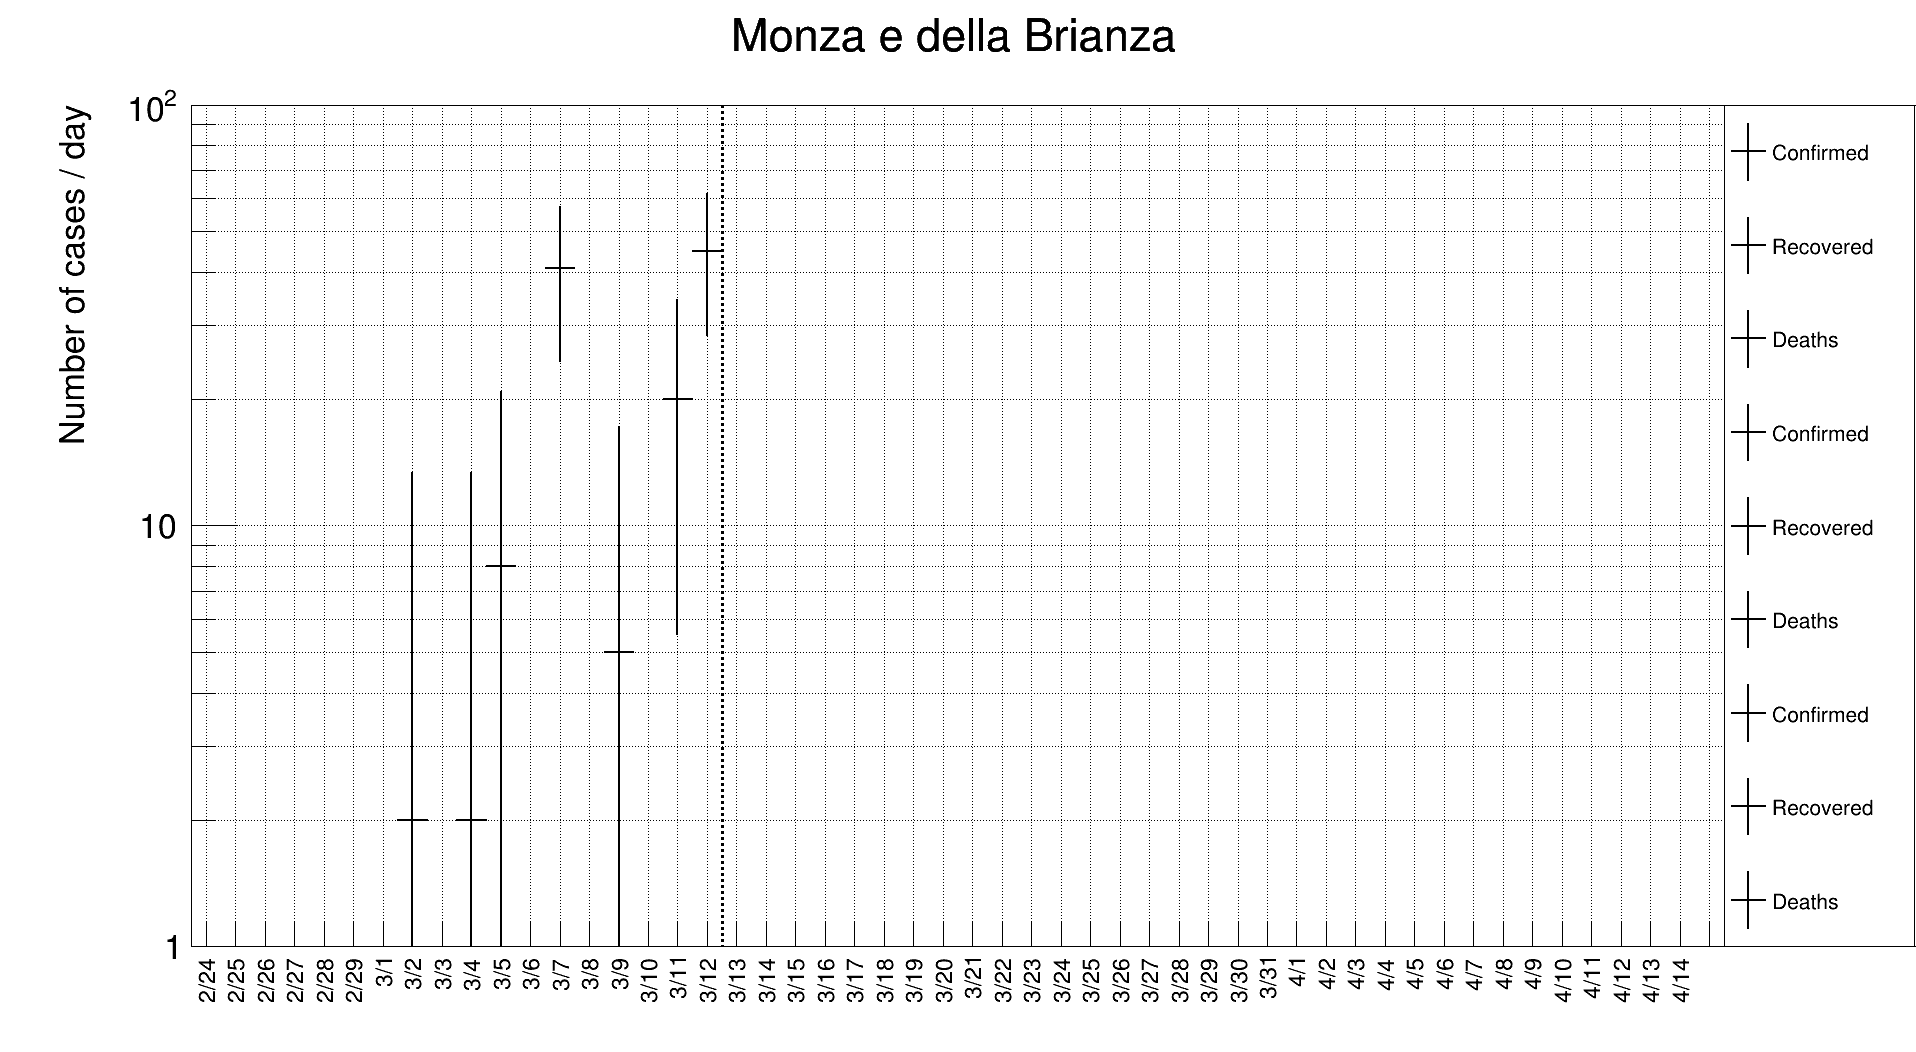 Monza e della Brianza
Number of cases / day
10²
10
1
2/24 2/25 2/26 2/27 2/28 2/29 3/1 3/2 3/3 3/4 3/5 3/6 3/7 3/8 3/9 3/10 3/11 3/12 3/13 3/14 3/15 3/16 3/17 3/18 3/19 3/20 3/21 3/22 3/23 3/24 3/25 3/26 3/27 3/28 3/29 3/30 3/31 4/1 4/2 4/3 4/4 4/5 4/6 4/7 4/8 4/9 4/10 4/11 4/12 4/13 4/14
Confirmed
Recovered
Deaths
Confirmed
Recovered
Deaths
Confirmed
Recovered
Deaths